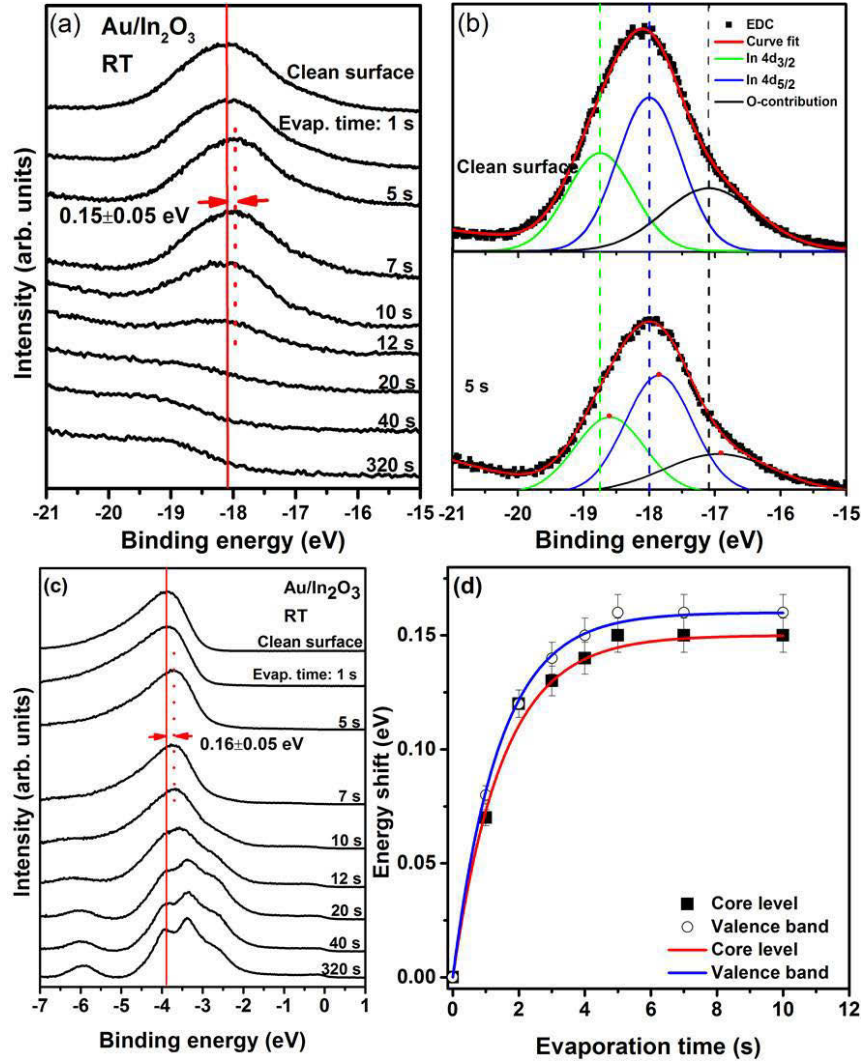 (a)
Au/In₂O₃
RT
Clean surface
Evap. time: 1 s
5 s
0.15±0.05 eV
7 s
10 s
12 s
20 s
40 s
320 s
Intensity (arb. units)
-21 -20 -19 -18 -17 -16 -15
Binding energy (eV)
(b)
EDC
Curve fit
In 4d₃/₂
In 4d₅/₂
O-contribution
Clean surface
5 s
-21 -20 -19 -18 -17 -16 -15
Binding energy (eV)
(c)
Au/In₂O₃
RT
Clean surface
Evap. time: 1 s
5 s
0.16±0.05 eV
7 s
10 s
12 s
20 s
40 s
320 s
Intensity (arb. units)
-7 -6 -5 -4 -3 -2 -1 0 1
Binding energy (eV)
(d)
0.15
0.10
0.05
0.00
Energy shift (eV)
Core level
Valence band
Core level
Valence band
0 2 4 6 8 10 12
Evaporation time (s)